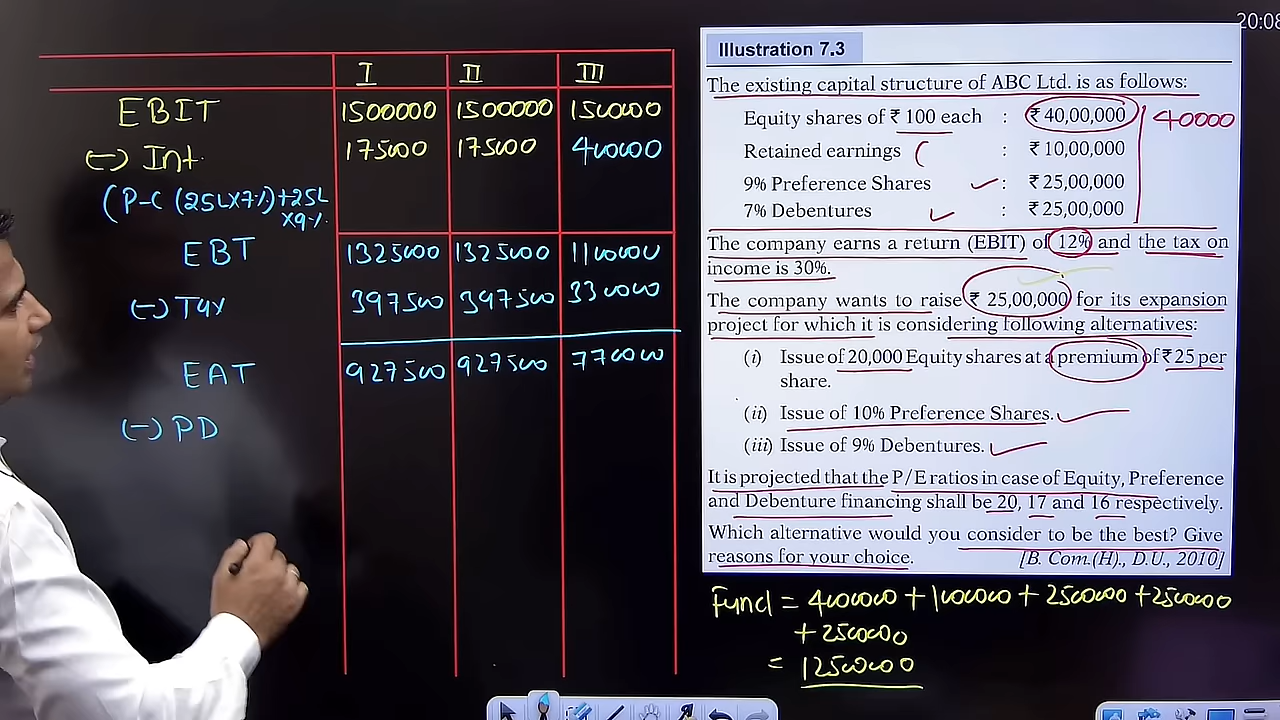 20:08
I II III
EBIT 1500000 1500000 1500000
(-) Int. 175000 175000 400000
(P-C (25L×7%)+25L
×9%
EBT 1325000 1325000 1100000
(-) Tax 397500 397500 330000
EAT 927500 927500 770000
(-) PD
Illustration 7.3
The existing capital structure of ABC Ltd. is as follows:
Equity shares of ₹ 100 each : ₹ 40,00,000 40000
Retained earnings : ₹ 10,00,000
9% Preference Shares : ₹ 25,00,000
7% Debentures : ₹ 25,00,000
The company earns a return (EBIT) of 12% and the tax on
income is 30%.
The company wants to raise ₹ 25,00,000 for its expansion
project for which it is considering following alternatives:
(i) Issue of 20,000 Equity shares at a premium of ₹ 25 per
share.
(ii) Issue of 10% Preference Shares.
(iii) Issue of 9% Debentures.
It is projected that the P/E ratios in case of Equity, Preference
and Debenture financing shall be 20, 17 and 16 respectively.
Which alternative would you consider to be the best? Give
reasons for your choice. [B. Com.(H)., D.U., 2010]
Fund = 4000000 + 1000000 + 2500000 + 2500000
+ 2500000
= 12500000